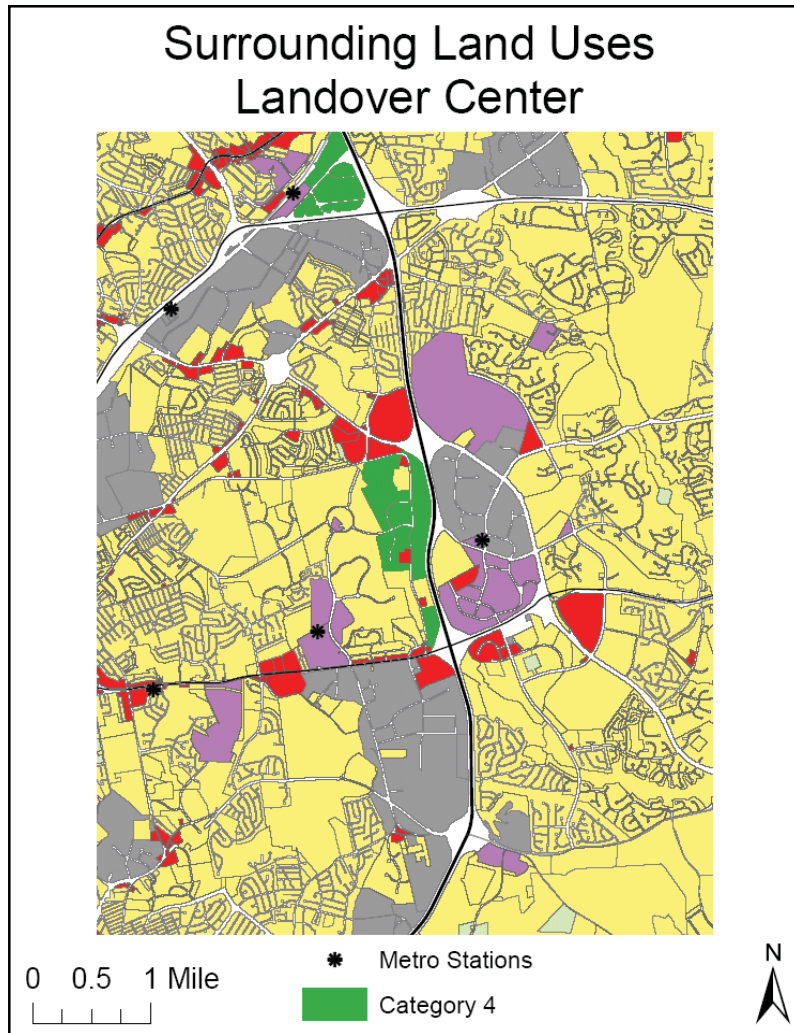 Surrounding Land Uses
Landover Center
0 0.5 1 Mile
Metro Stations
Category 4
N